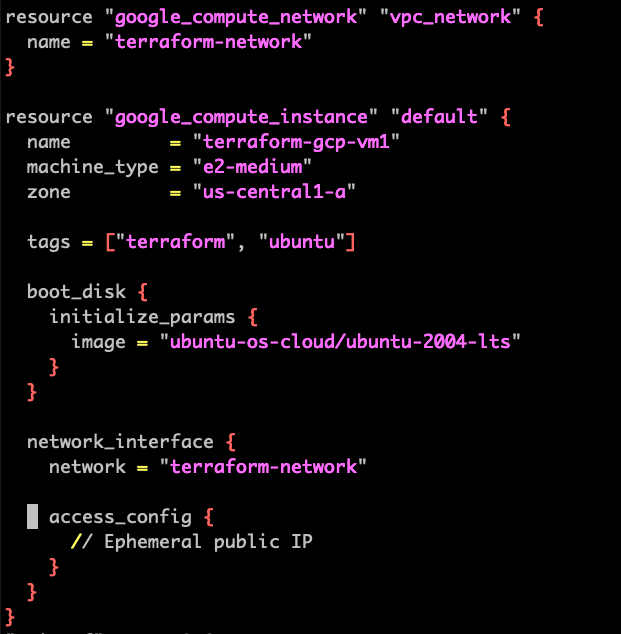 resource "google_compute_network" "vpc_network" {
  name = "terraform-network"
}

resource "google_compute_instance" "default" {
  name         = "terraform-gcp-vm1"
  machine_type = "e2-medium"
  zone         = "us-central1-a"

  tags = ["terraform", "ubuntu"]

  boot_disk {
    initialize_params {
      image = "ubuntu-os-cloud/ubuntu-2004-lts"
    }
  }

  network_interface {
    network = "terraform-network"

    access_config {
      // Ephemeral public IP
    }
  }
}